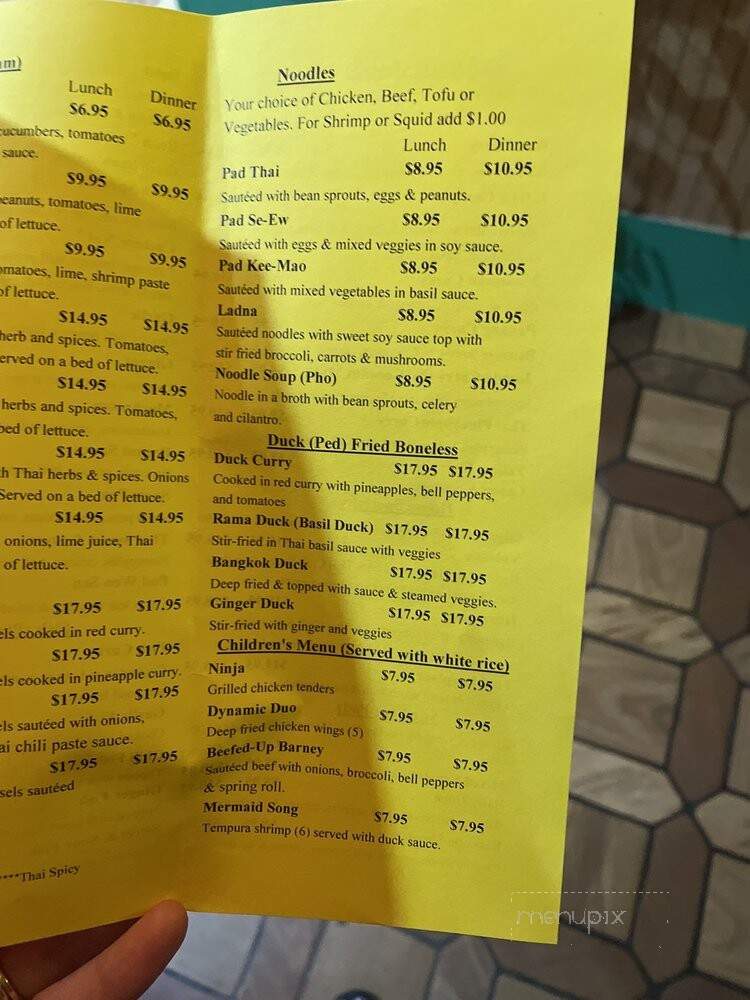 am)
Lunch Dinner
$6.95 $6.95
cucumbers, tomatoes
sauce.
$9.95 $9.95
peanuts, tomatoes, lime
of lettuce.
$9.95 $9.95
omatoes, lime, shrimp paste
of lettuce.
$14.95 $14.95
herb and spices. Tomatoes,
erved on a bed of lettuce.
$14.95 $14.95
herbs and spices. Tomatoes,
bed of lettuce.
$14.95 $14.95
th Thai herbs & spices. Onions
Served on a bed of lettuce.
$14.95 $14.95
onions, lime juice, Thai
of lettuce.
$17.95 $17.95
els cooked in red curry.
$17.95 $17.95
els cooked in pineapple curry.
$17.95 $17.95
els sautéed with onions,
ai chili paste sauce.
$17.95 $17.95
sels sautéed
****Thai Spicy
Noodles
Your choice of Chicken, Beef, Tofu or
Vegetables. For Shrimp or Squid add $1.00
Lunch Dinner
Pad Thai $8.95 $10.95
Sautéed with bean sprouts, eggs & peanuts.
Pad Se-Ew $8.95 $10.95
Sautéed with eggs & mixed veggies in soy sauce.
Pad Kee-Mao $8.95 $10.95
Sautéed with mixed vegetables in basil sauce.
Ladna $8.95 $10.95
Sautéed noodles with sweet soy sauce top with
stir fried broccoli, carrots & mushrooms.
Noodle Soup (Pho) $8.95 $10.95
Noodle in a broth with bean sprouts, celery
and cilantro.
Duck (Ped) Fried Boneless
Duck Curry $17.95 $17.95
Cooked in red curry with pineapples, bell peppers,
and tomatoes
Rama Duck (Basil Duck) $17.95 $17.95
Stir-fried in Thai basil sauce with veggies
Bangkok Duck $17.95 $17.95
Deep fried & topped with sauce & steamed veggies.
Ginger Duck $17.95 $17.95
Stir-fried with ginger and veggies
Children's Menu (Served with white rice)
Ninja $7.95 $7.95
Grilled chicken tenders
Dynamic Duo $7.95 $7.95
Deep fried chicken wings (5)
Beefed-Up Barney $7.95 $7.95
Sautéed beef with onions, broccoli, bell peppers
& spring roll.
Mermaid Song $7.95 $7.95
Tempura shrimp (6) served with duck sauce.
menupix